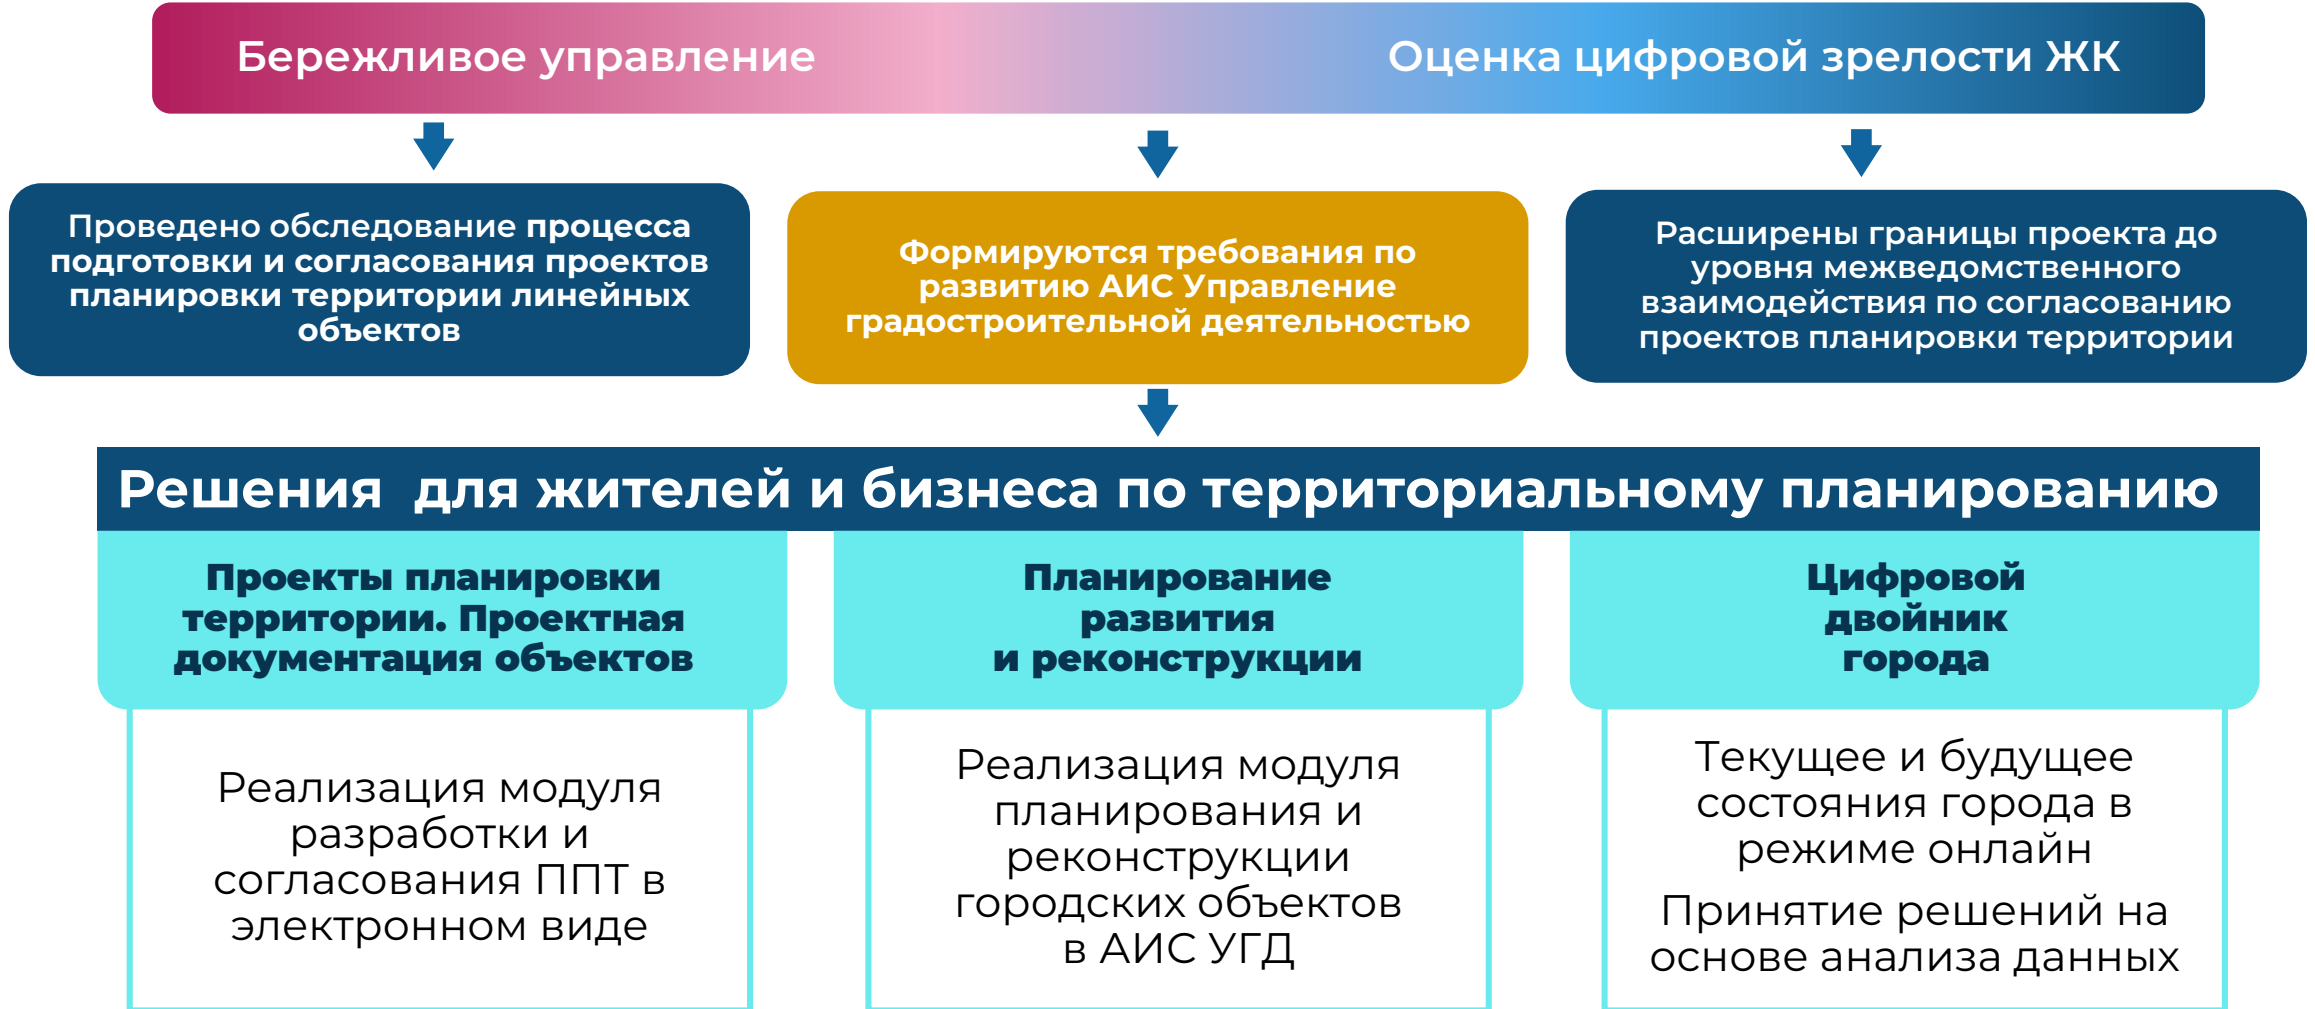 Бережливое управление
Оценка цифровой зрелости ЖК
Проведено обследование процесса
подготовки и согласования проектов
планировки территории линейных
объектов
Формируются требования по
развитию АИС Управление
градостроительной деятельностью
Расширены границы проекта до
уровня межведомственного
взаимодействия по согласованию
проектов планировки территории
Решения для жителей и бизнеса по территориальному планированию
Проекты планировки
территории. Проектная
документация объектов
Реализация модуля
разработки и
согласования ППТ в
электронном виде
Планирование
развития
и реконструкции
Реализация модуля
планирования и
реконструкции
городских объектов
в АИС УГД
Цифровой
двойник
города
Текущее и будущее
состояния города в
режиме онлайн
Принятие решений на
основе анализа данных